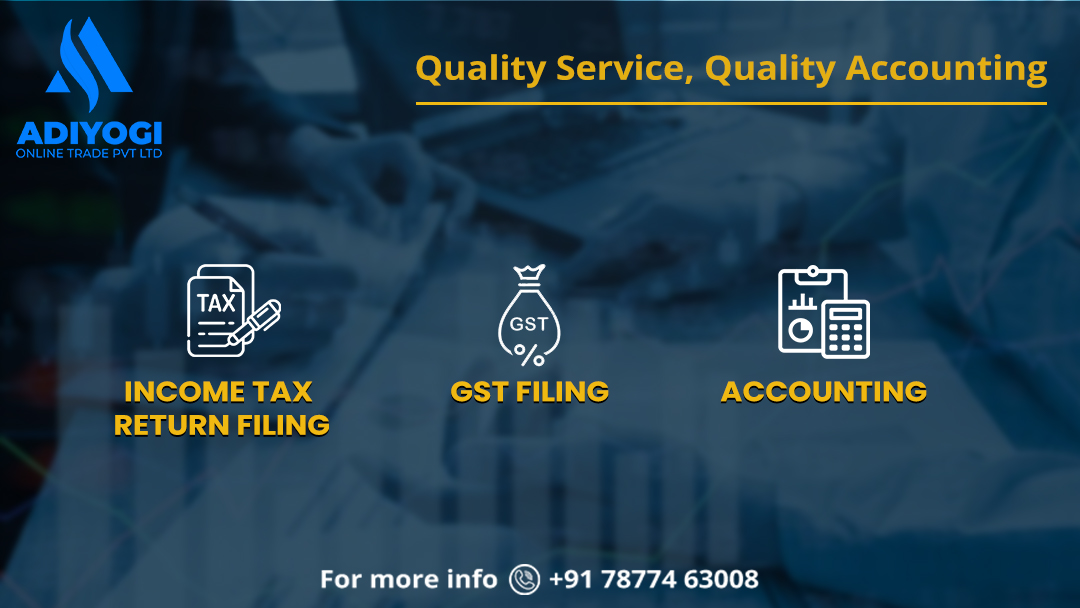 ADIYOGI
ONLINE TRADE PVT LTD
Quality Service, Quality Accounting
TAX
INCOME TAX
RETURN FILING
GST
%
GST FILING
ACCOUNTING
For more info +91 78774 63008